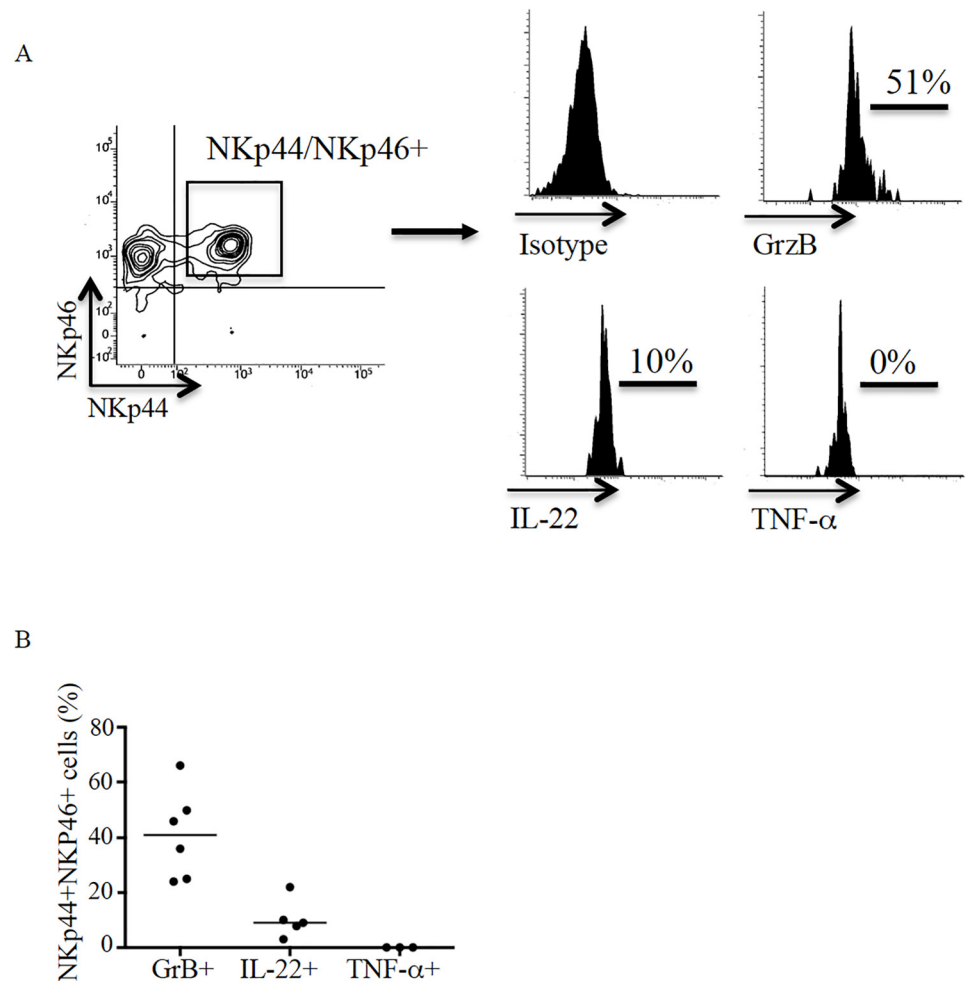 A
NKp44/NKp46+
10⁵
10⁴
10³
10²
0
-10²
0 10² 10³ 10⁴ 10⁵
NKp46
NKp44
Isotype
51%
GrzB
10%
IL-22
0%
TNF-α
B
NKp44+NKP46+ cells (%)
80
60
40
20
0
GrB+ IL-22+ TNF-α+